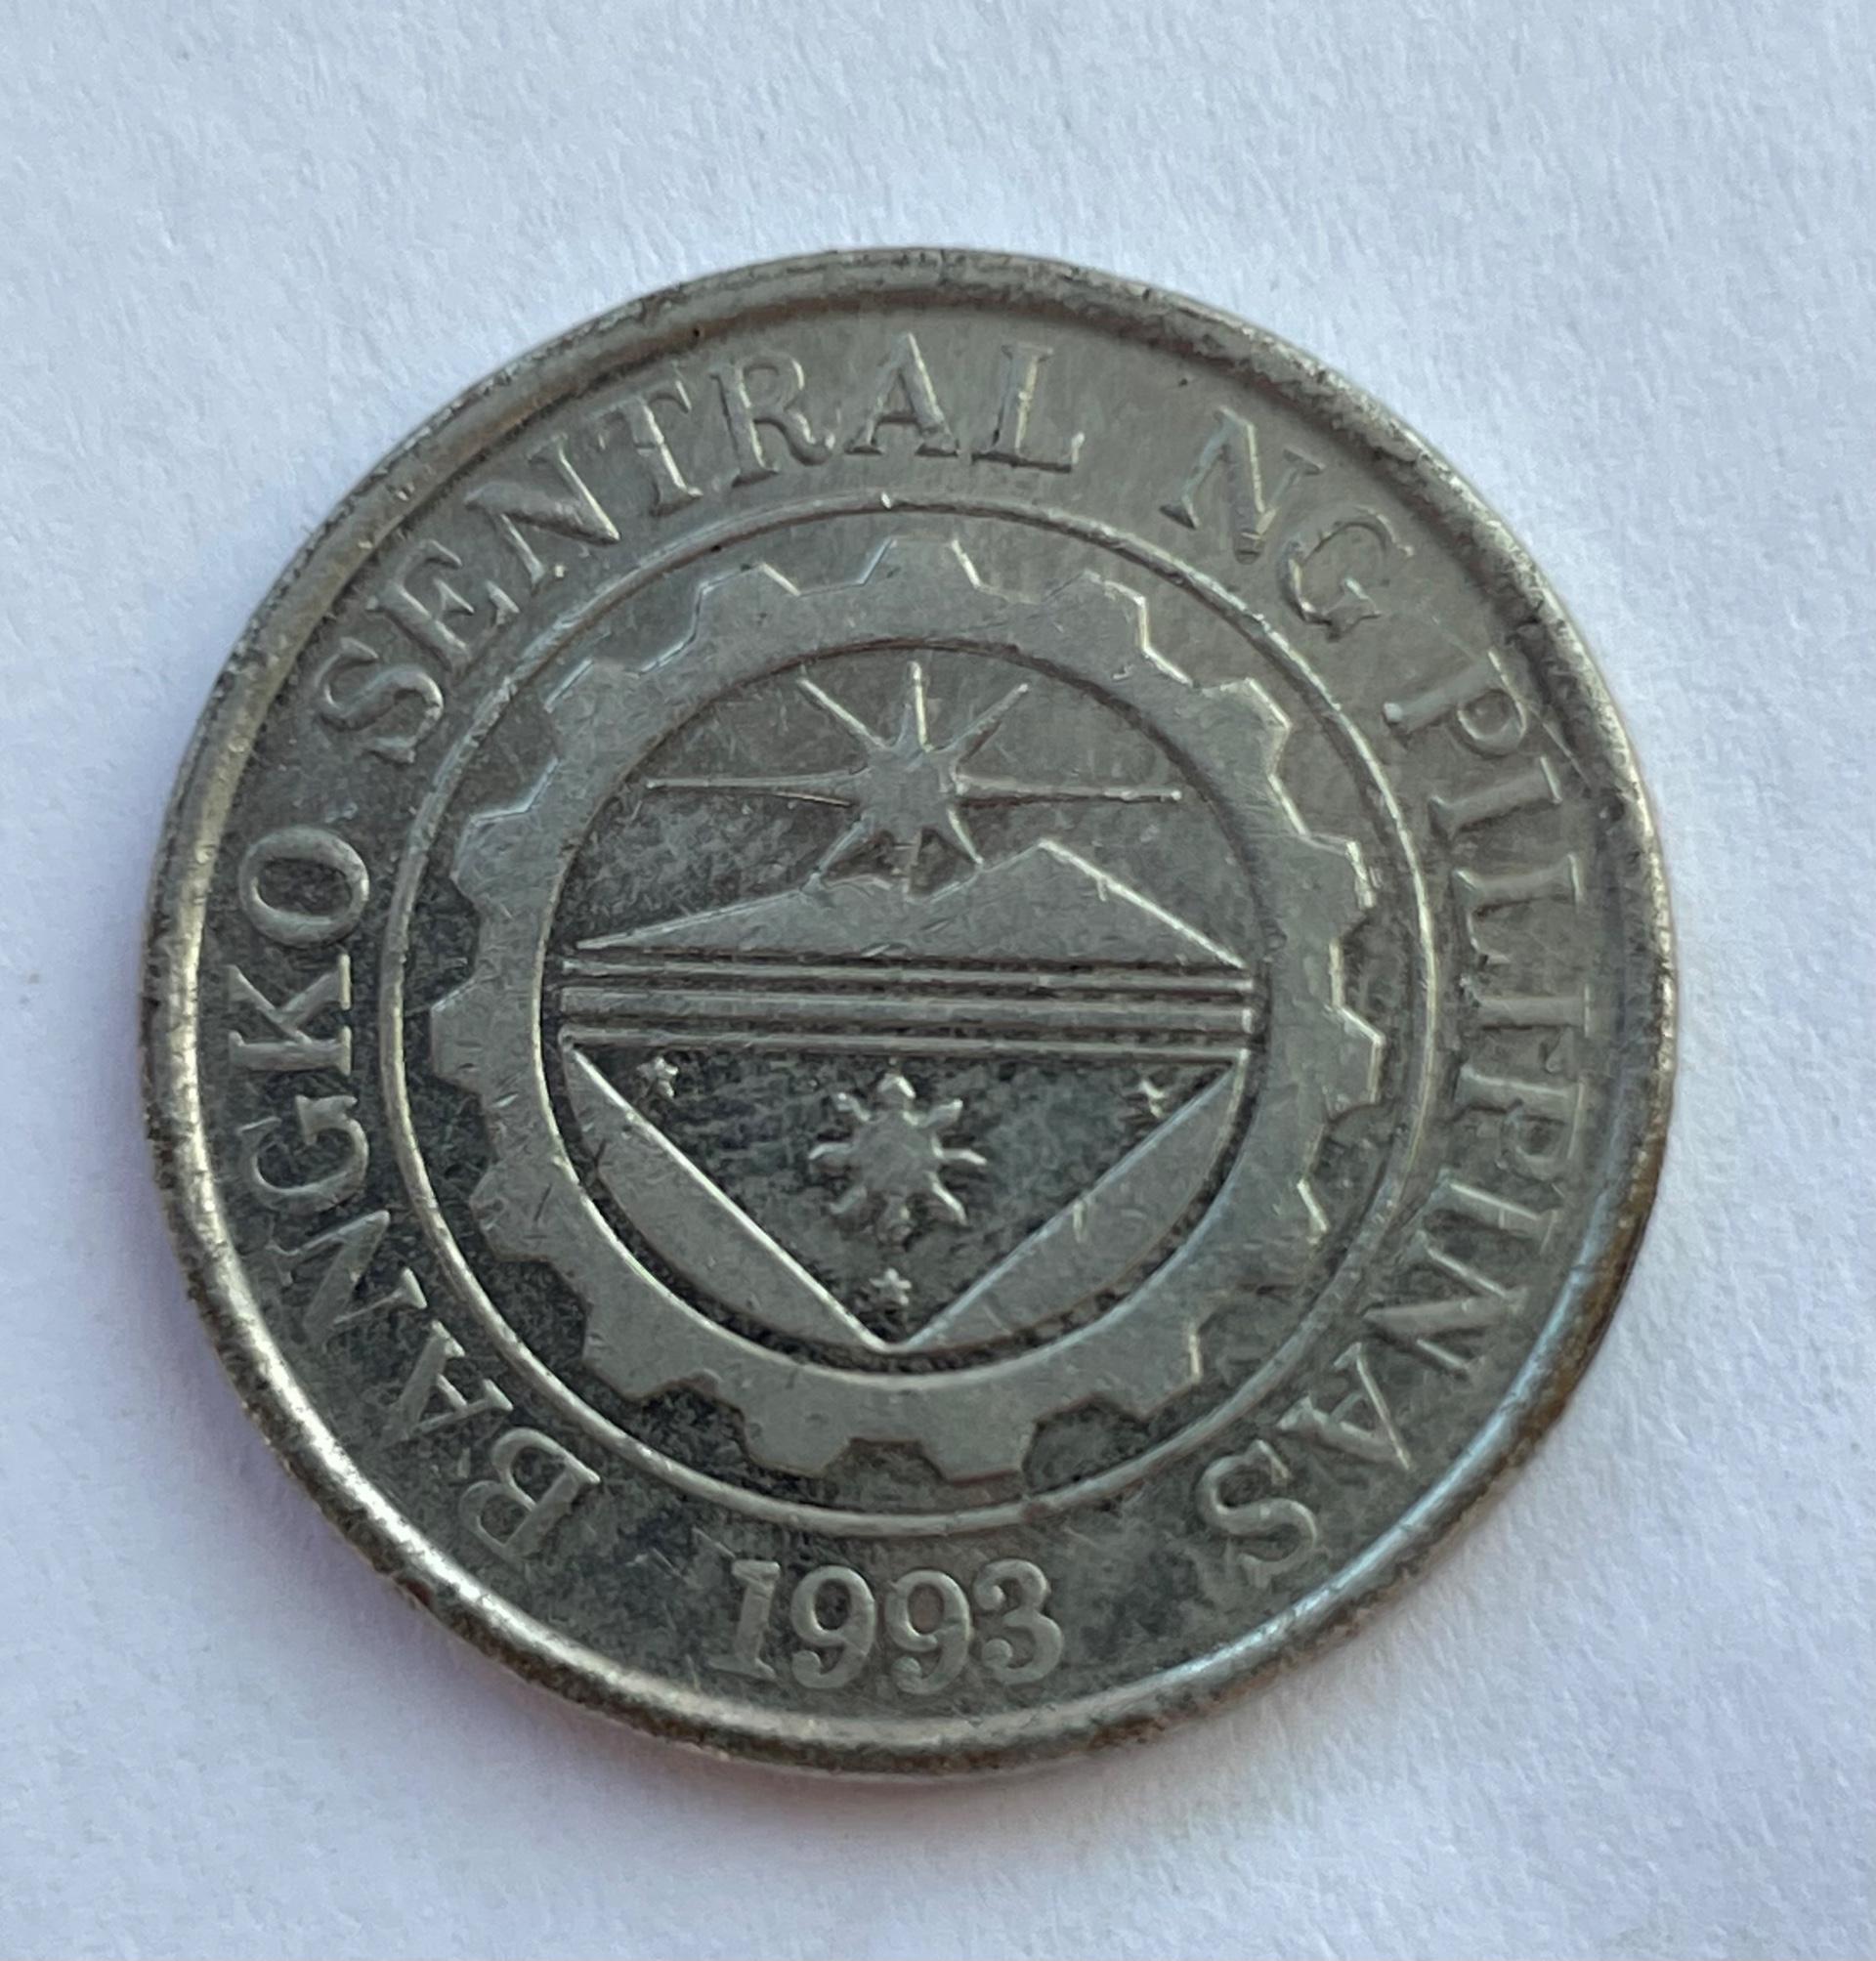 BANGKO SENTRAL NG PILIPINAS
1993